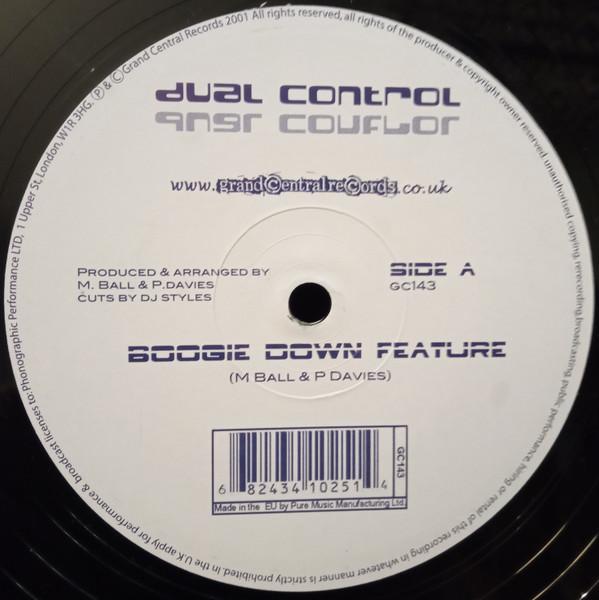 Dual Control
www.grandCentralreCords.co.uk
Produced & arranged by
M. Ball & P.Davies
cuts by DJ Styles
SIDE A
GC143
Boogie Down Feature
(M Ball & P Davies)
6 82434 10251 4
GC143
Made in the EU by Pure Music Manufacturing Ltd.
℗ & © Grand Central Records 2001 All rights reserved, all rights of the producer & copyright owner reserved. unauthorised copying, rerecording, broadcasting, public performance, hiring or rental of this recording in whatever manner is strictly prohibited. In the U.K apply for performance & broadcast licenses to: Phonographic Performance LTD, 1 Upper St, London, W1R 3HG.